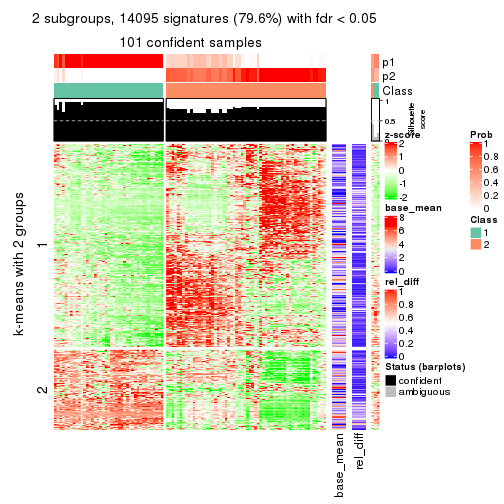 2 subgroups, 14095 signatures (79.6%) with fdr < 0.05
101 confident samples
p1
p2
Class
1
0.5
0
Silhouette
score
k-means with 2 groups
1
2
base_mean
rel_diff
z-score
2
1
0
-1
-2
base_mean
8
6
4
2
0
rel_diff
1
0.8
0.6
0.4
0.2
0
Status (barplots)
confident
ambiguous
Prob
1
0.8
0.6
0.4
0.2
0
Class
1
2